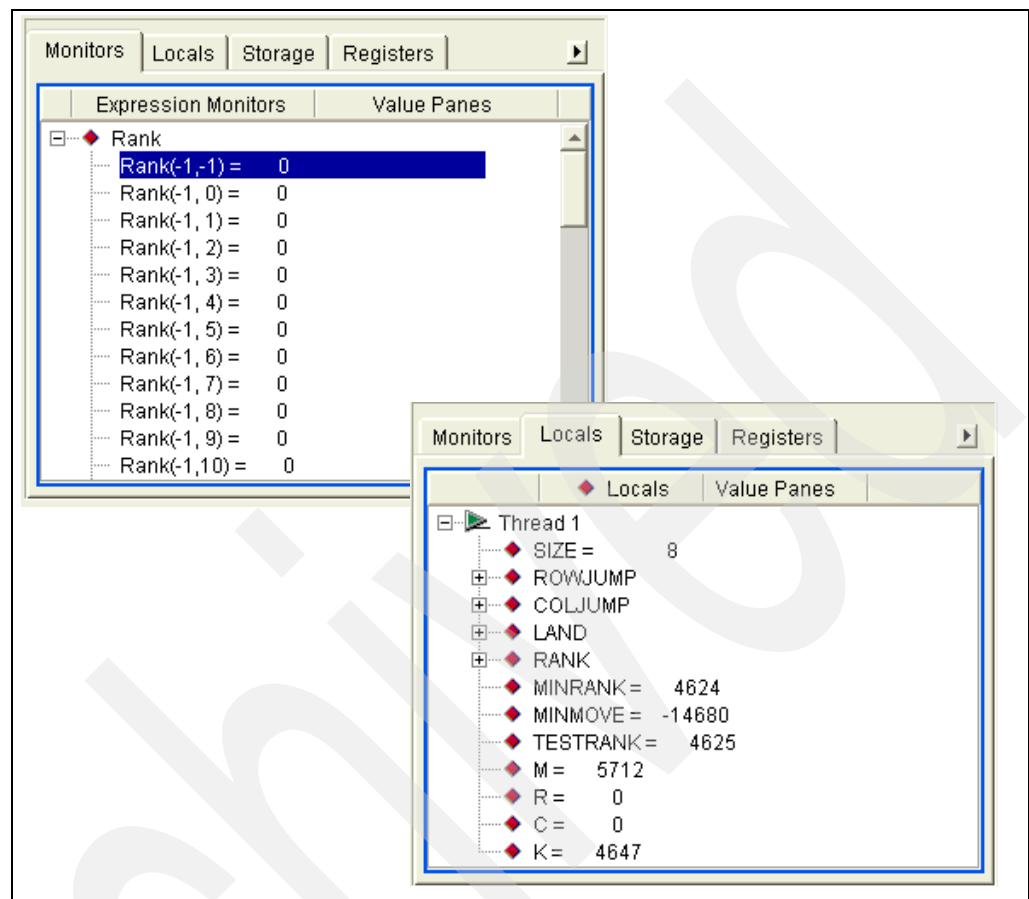 Monitors Locals Storage Registers
Expression Monitors Value Panes
Rank
Rank(-1,-1) = 0
Rank(-1, 0) = 0
Rank(-1, 1) = 0
Rank(-1, 2) = 0
Rank(-1, 3) = 0
Rank(-1, 4) = 0
Rank(-1, 5) = 0
Rank(-1, 6) = 0
Rank(-1, 7) = 0
Rank(-1, 8) = 0
Rank(-1, 9) = 0
Rank(-1,10) = 0
Monitors Locals Storage Registers
Locals Value Panes
Thread 1
SIZE = 8
ROWJUMP
COLJUMP
LAND
RANK
MINRANK = 4624
MINMOVE = -14680
TESTRANK = 4625
M = 5712
R = 0
C = 0
K = 4647